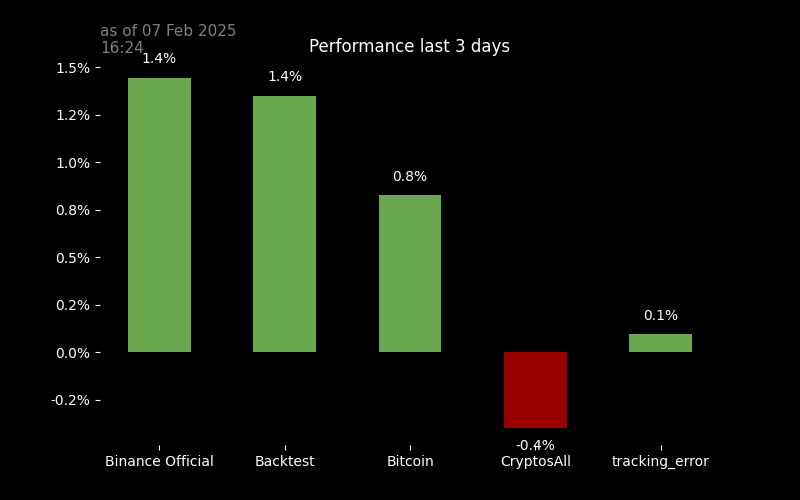 as of 07 Feb 2025
16:24
Performance last 3 days
1.4%
1.4%
0.8%
-0.4%
0.1%
1.5%
1.2%
1.0%
0.8%
0.5%
0.2%
0.0%
-0.2%
Binance Official
Backtest
Bitcoin
CryptosAll
tracking_error